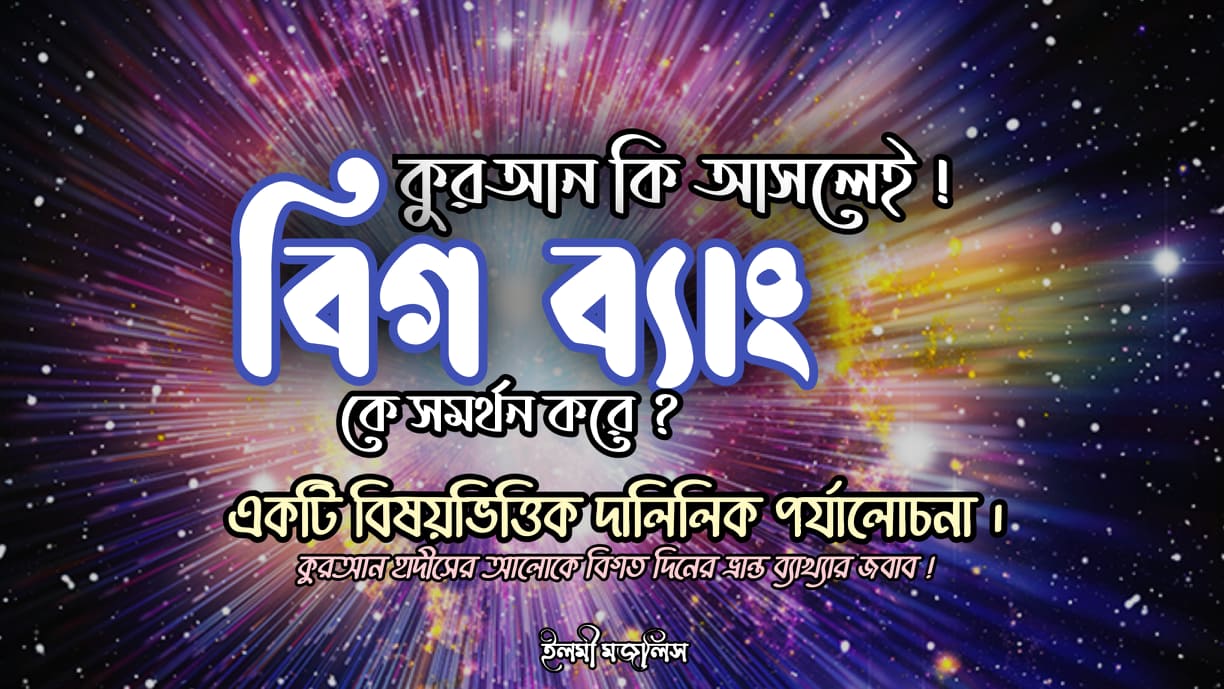 কুরআন কি আসলেই !
বিগ ব্যাং
কে সমর্থন করে ?
একটি বিষয়ভিত্তিক দালিলিক পর্যালোচনা ।
কুরআন হাদীসের আলোকে বিগত দিনের ভ্রান্ত ব্যাখ্যার জবাব !
ইলমী মজলিস